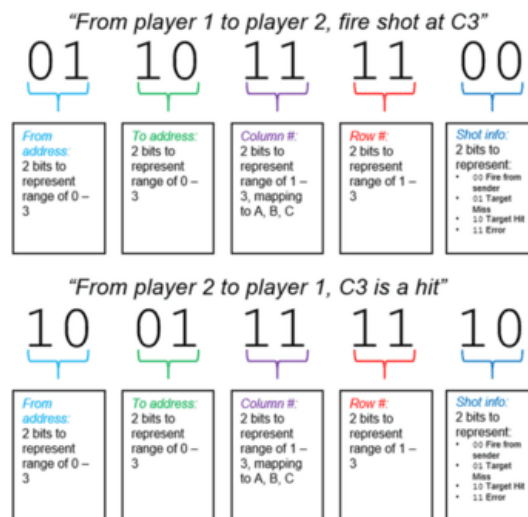 “From player 1 to player 2, fire shot at C3”
01 10 11 11 00
From address:
2 bits to represent range of 0 – 3
To address:
2 bits to represent range of 0 – 3
Column #:
2 bits to represent range of 1 – 3, mapping to A, B, C
Row #:
2 bits to represent range of 1 – 3
Shot info:
2 bits to represent:
• 00 Fire from sender
• 01 Target Miss
• 10 Target Hit
• 11 Error
“From player 2 to player 1, C3 is a hit”
10 01 11 11 10
From address:
2 bits to represent range of 0 – 3
To address:
2 bits to represent range of 0 – 3
Column #:
2 bits to represent range of 1 – 3, mapping to A, B, C
Row #:
2 bits to represent range of 1 – 3
Shot info:
2 bits to represent:
• 00 Fire from sender
• 01 Target Miss
• 10 Target Hit
• 11 Error